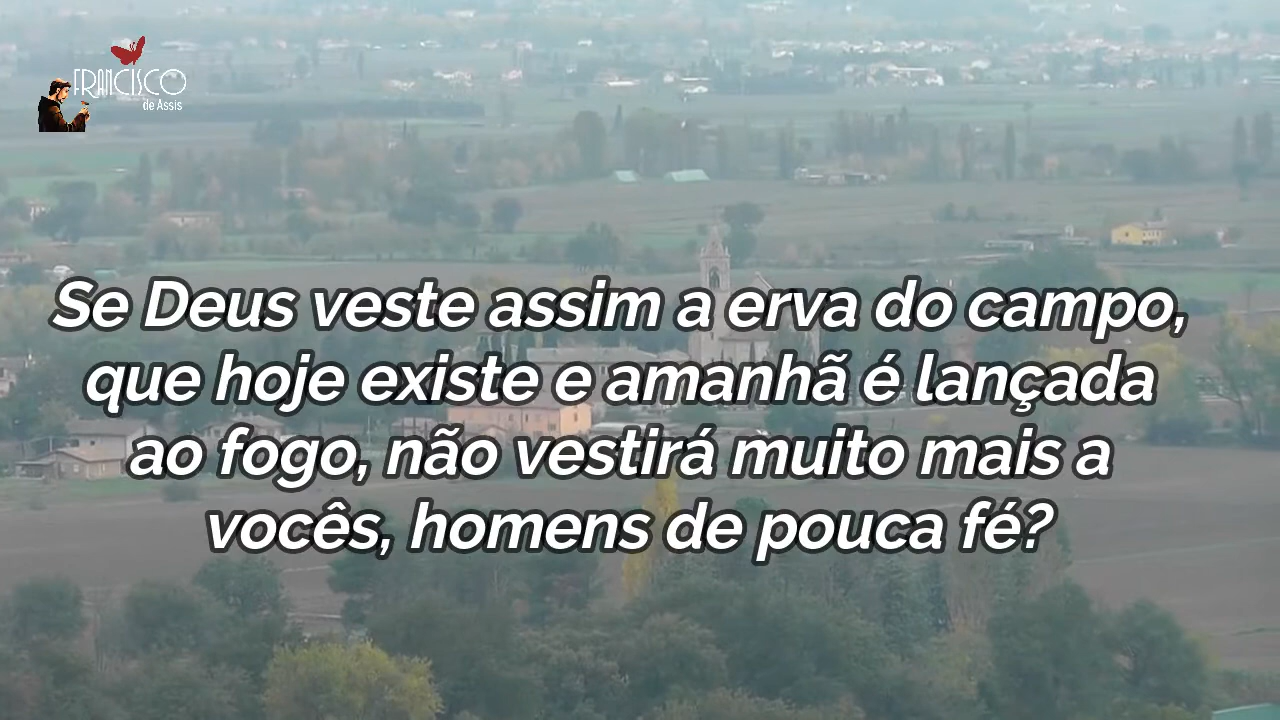 FRANCISCO
de Assis
Se Deus veste assim a erva do campo,
que hoje existe e amanhã é lançada
ao fogo, não vestirá muito mais a
vocês, homens de pouca fé?